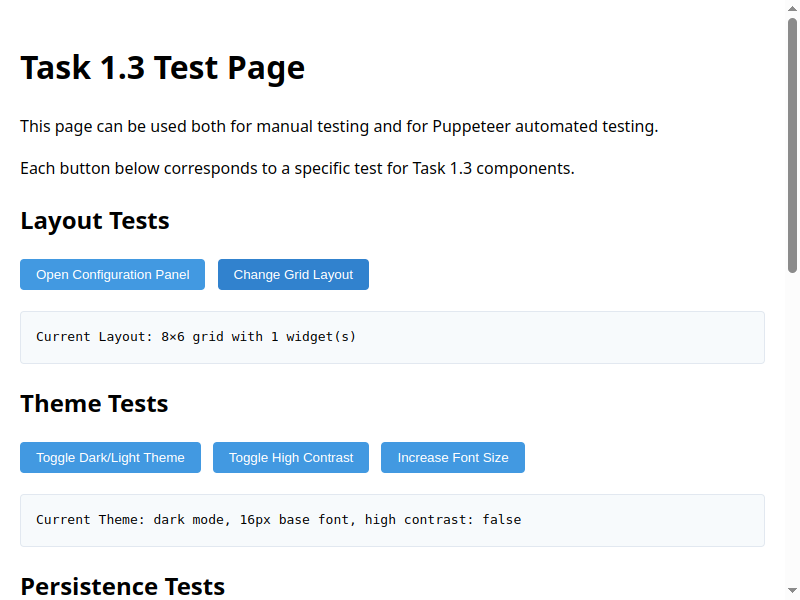 Task 1.3 Test Page
This page can be used both for manual testing and for Puppeteer automated testing.
Each button below corresponds to a specific test for Task 1.3 components.
Layout Tests
Open Configuration Panel Change Grid Layout
Current Layout: 8×6 grid with 1 widget(s)
Theme Tests
Toggle Dark/Light Theme Toggle High Contrast Increase Font Size
Current Theme: dark mode, 16px base font, high contrast: false
Persistence Tests